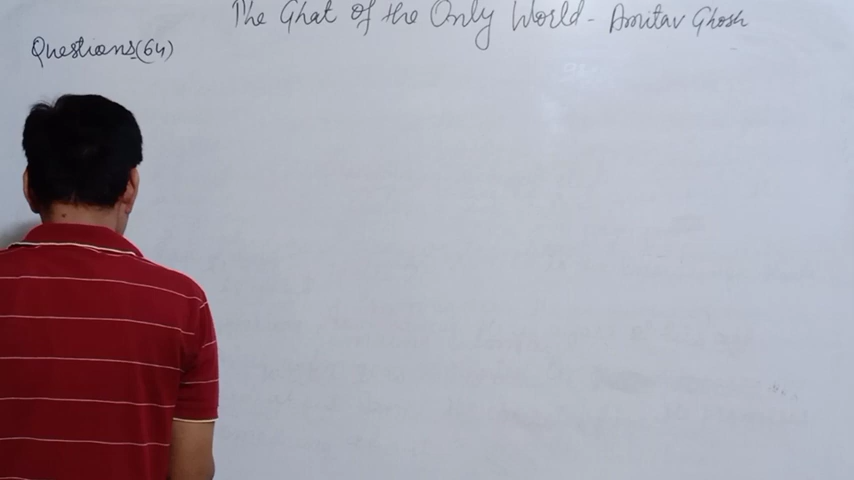 The Ghat of the Only World - Amitav Ghosh
Questions(64)